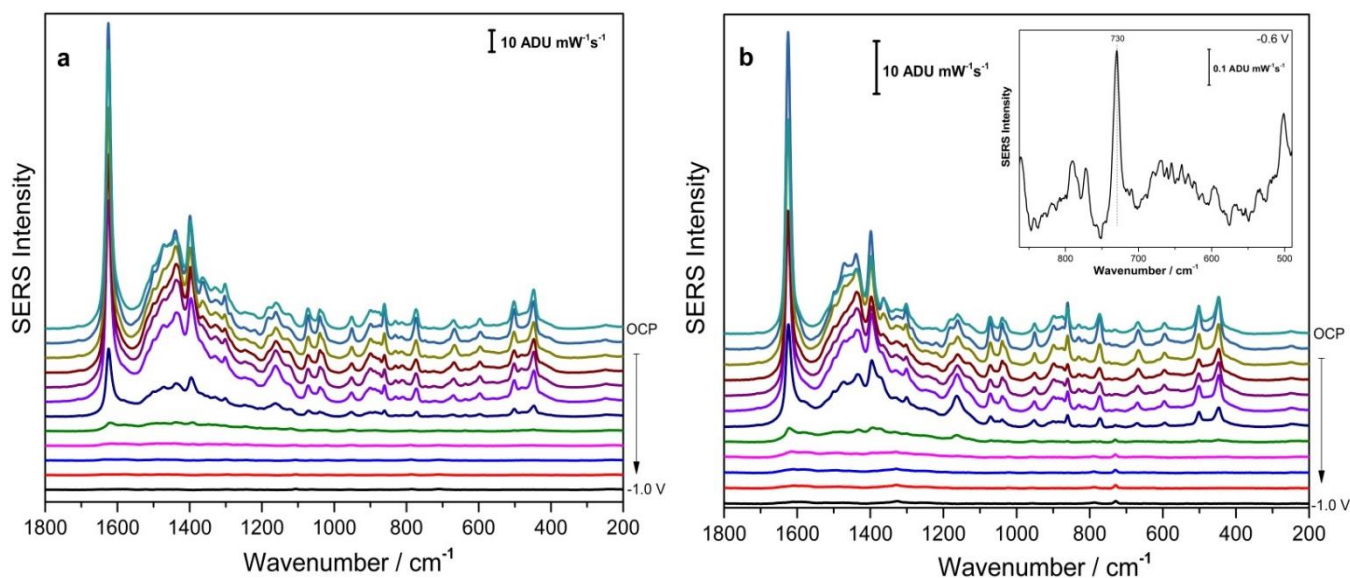 a
10 ADU mW⁻¹s⁻¹
SERS Intensity
OCP
-1.0 V
1800 1600 1400 1200 1000 800 600 400 200
Wavenumber / cm⁻¹
b
10 ADU mW⁻¹s⁻¹
730
-0.6 V
0.1 ADU mW⁻¹s⁻¹
SERS Intensity
800 700 600 500
Wavenumber / cm⁻¹
SERS Intensity
OCP
-1.0 V
1800 1600 1400 1200 1000 800 600 400 200
Wavenumber / cm⁻¹